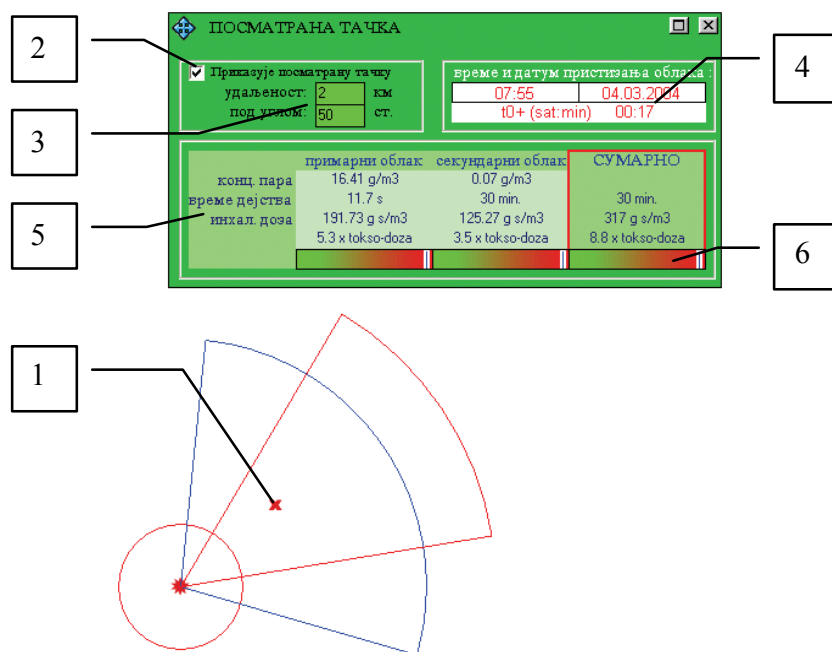 ПОСМАТРАНА ТАЧКА
2
Приказује посматрану тачку
удаљеност: 2 км
под углом: 50 ст.
3
време и датум пристизања облака :
07:55 04.03.2004
t0+ (sat:min) 00:17
4
примарни облак секундарни облак СУМАРНО
конц. пара 16.41 g/m3 0.07 g/m3
време дејства 11.7 s 30 min. 30 min.
инхал. доза 191.73 g s/m3 125.27 g s/m3 317 g s/m3
5.3 x tokso-doza 3.5 x tokso-doza 8.8 x tokso-doza
5
6
1